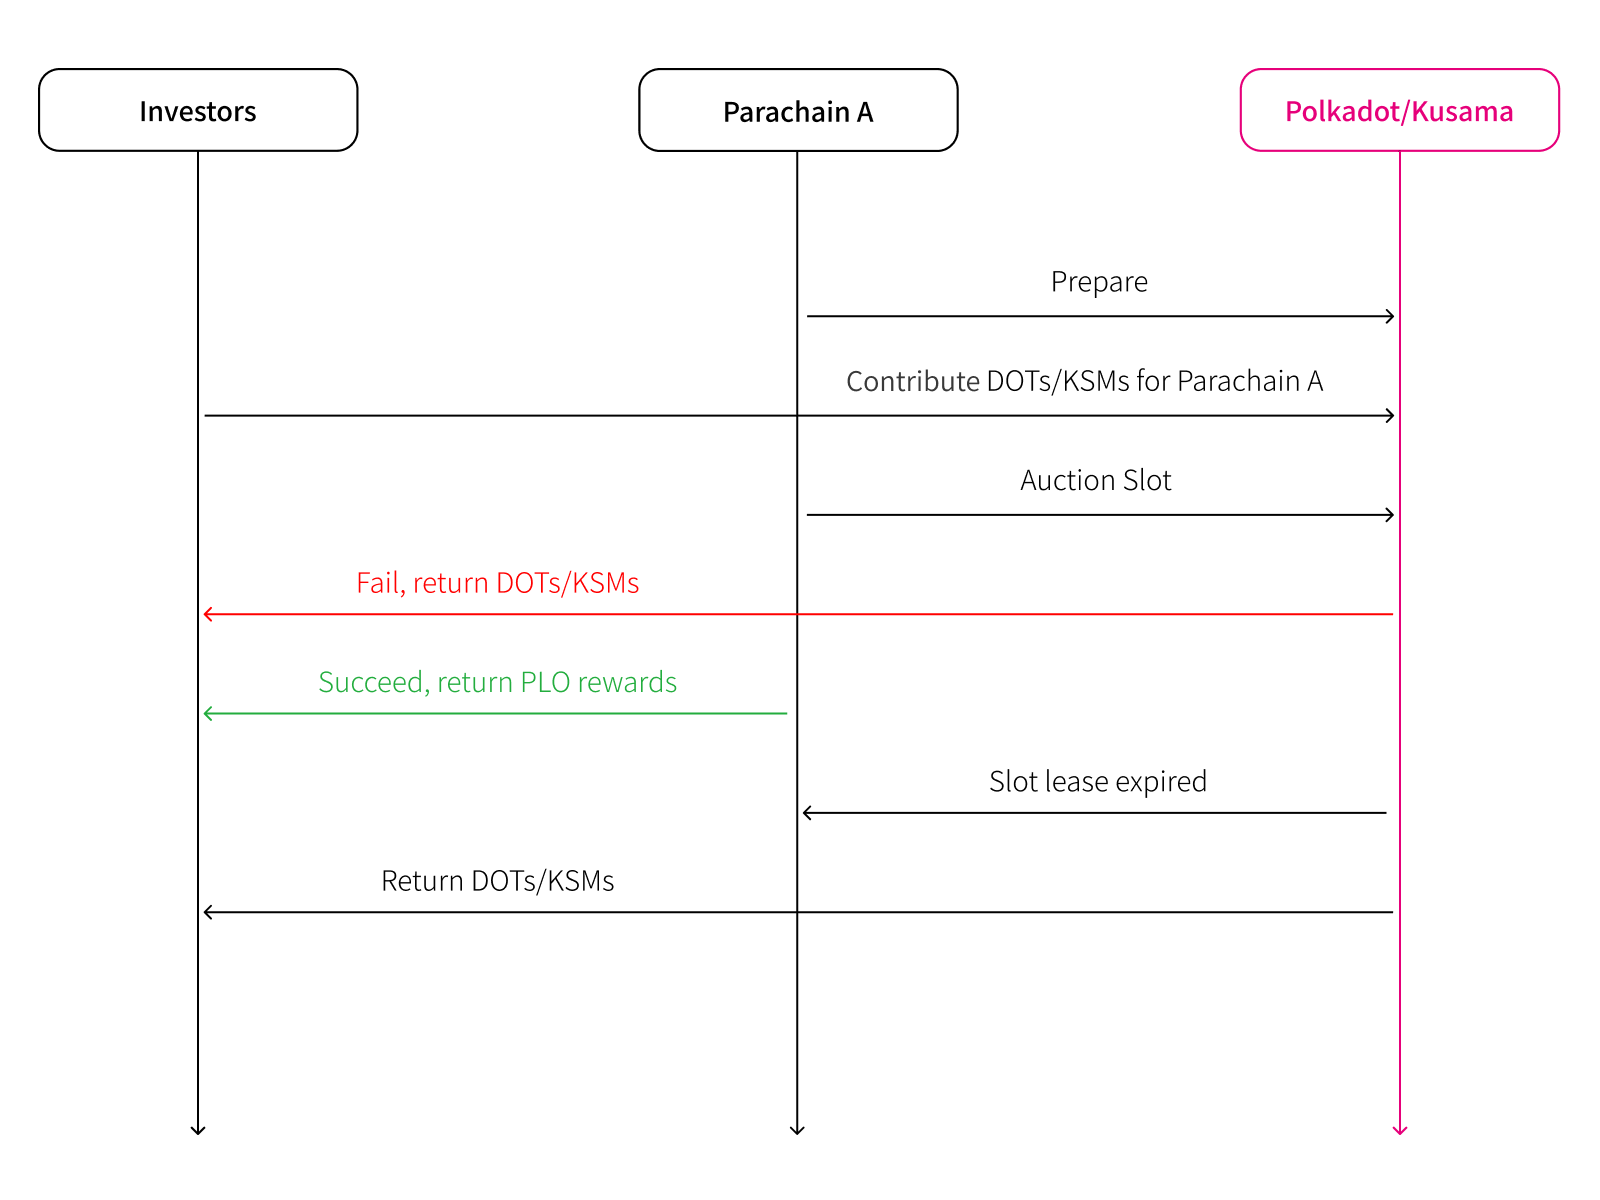 Investors
Parachain A
Polkadot/Kusama
Prepare
Contribute DOTs/KSMs for Parachain A
Auction Slot
Fail, return DOTs/KSMs
Succeed, return PLO rewards
Slot lease expired
Return DOTs/KSMs